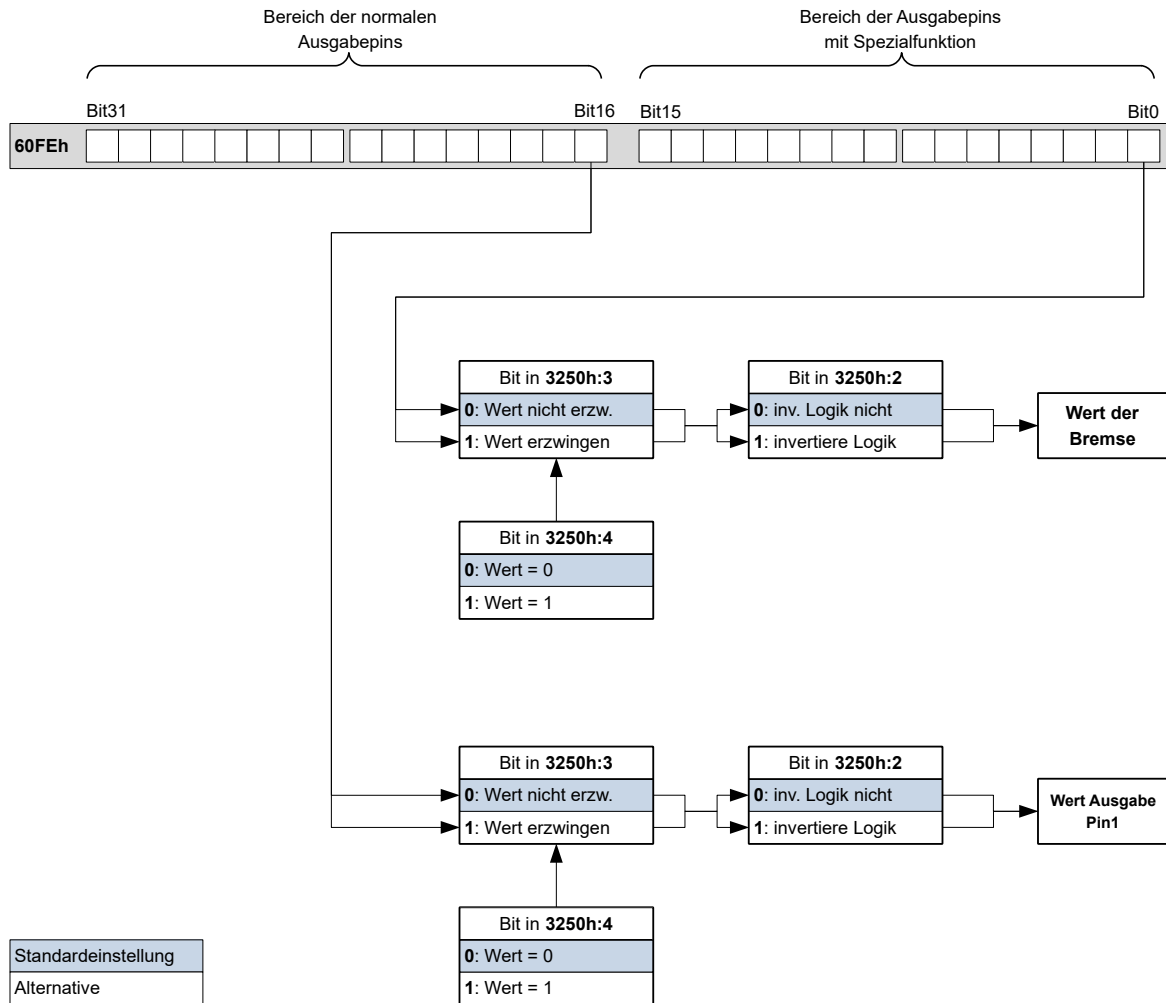 Bereich der normalen
Ausgabepins
Bereich der Ausgabepins
mit Spezialfunktion
Bit31
Bit16
Bit15
Bit0
60FEh
Bit in 3250h:3
0: Wert nicht erzw.
1: Wert erzwingen
Bit in 3250h:2
0: inv. Logik nicht
1: invertiere Logik
Wert der
Bremse
Bit in 3250h:4
0: Wert = 0
1: Wert = 1
Bit in 3250h:3
0: Wert nicht erzw.
1: Wert erzwingen
Bit in 3250h:2
0: inv. Logik nicht
1: invertiere Logik
Wert Ausgabe
Pin1
Bit in 3250h:4
0: Wert = 0
1: Wert = 1
Standardeinstellung
Alternative